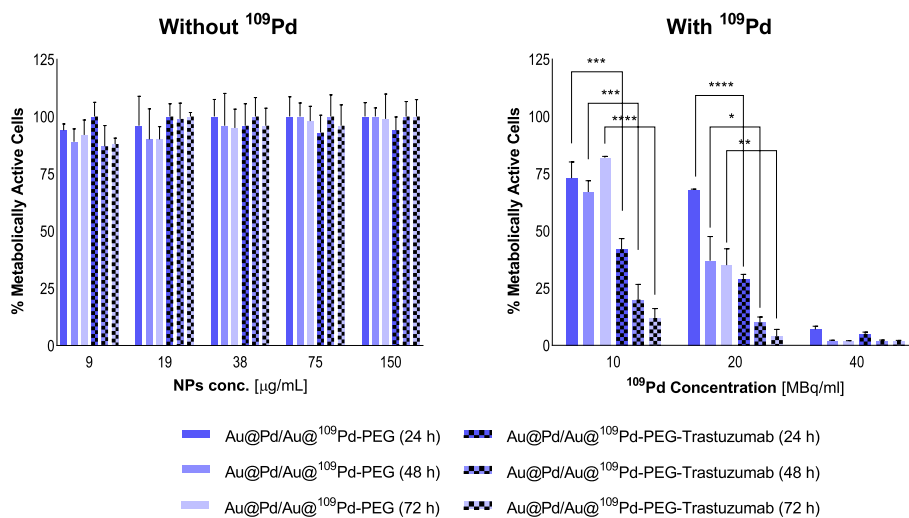 Without ¹⁰⁹Pd
% Metabolically Active Cells
125
100
75
50
25
0
9 19 38 75 150
NPs conc. [μg/mL]
With ¹⁰⁹Pd
% Metabolically Active Cells
125
100
75
50
25
0
***
***
****
****
*
**
10 20 40
¹⁰⁹Pd Concentration [MBq/ml]
Au@Pd/Au@¹⁰⁹Pd-PEG (24 h)
Au@Pd/Au@¹⁰⁹Pd-PEG (48 h)
Au@Pd/Au@¹⁰⁹Pd-PEG (72 h)
Au@Pd/Au@¹⁰⁹Pd-PEG-Trastuzumab (24 h)
Au@Pd/Au@¹⁰⁹Pd-PEG-Trastuzumab (48 h)
Au@Pd/Au@¹⁰⁹Pd-PEG-Trastuzumab (72 h)